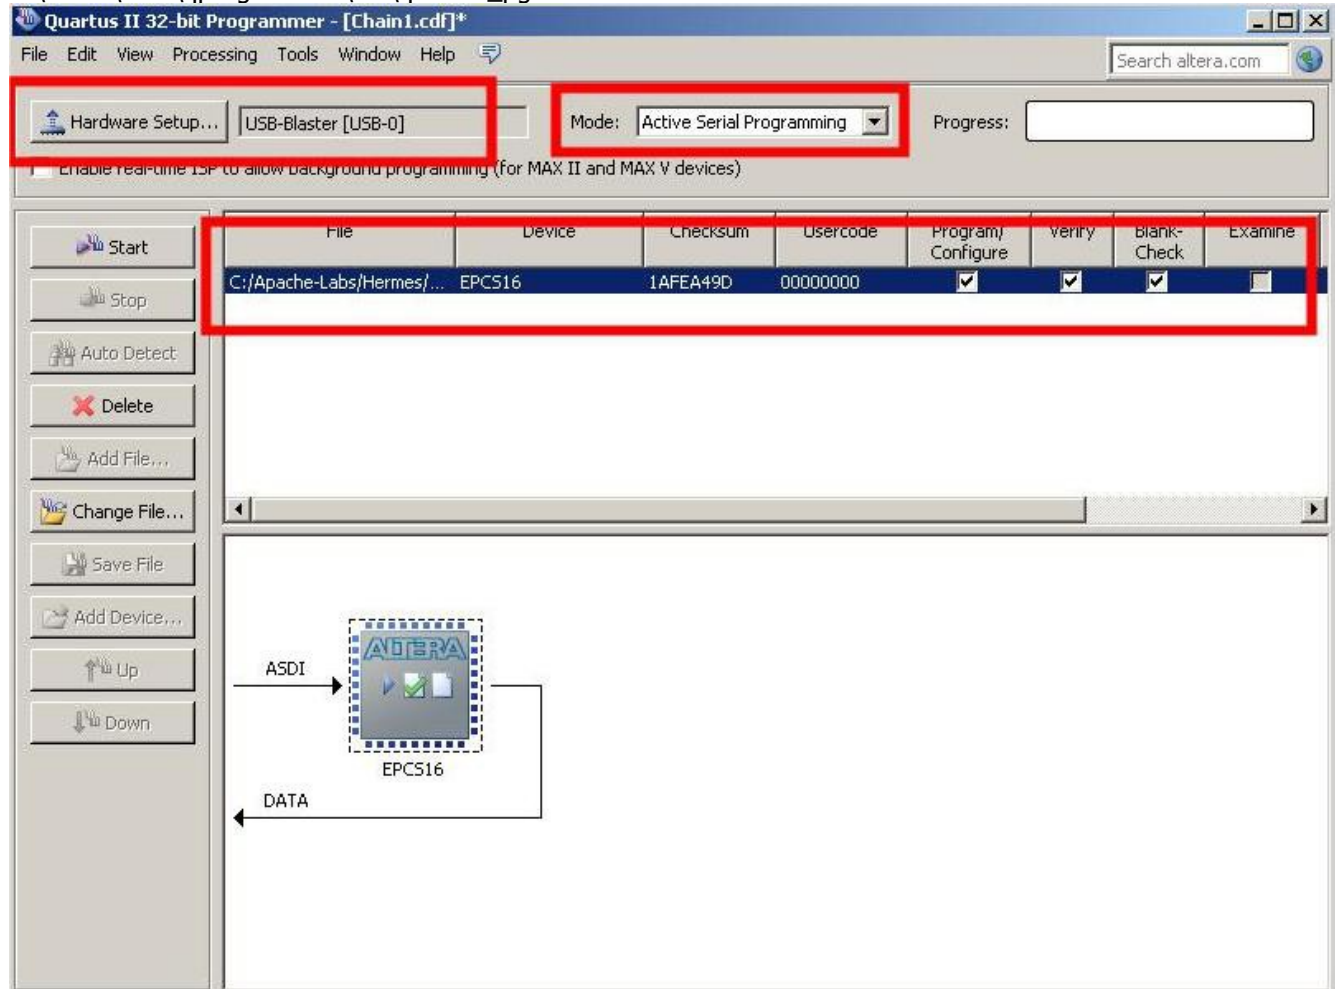 Quartus II 32-bit Programmer - [Chain1.cdf]*
File Edit View Processing Tools Window Help
Search altera.com
Hardware Setup... USB-Blaster [USB-0] Mode: Active Serial Programming Progress:
Enable real-time ISP to allow background programming (for MAX II and MAX V devices)
File Device Checksum Usercode Program/ Verify Blank- Examine
Configure Check
C:/Apache-Labs/Hermes/... EPCS16 1AFEA49D 00000000
Start
Stop
Auto Detect
Delete
Add File...
Change File...
Save File
Add Device...
Up
Down
ALTERA
ASDI
EPCS16
DATA